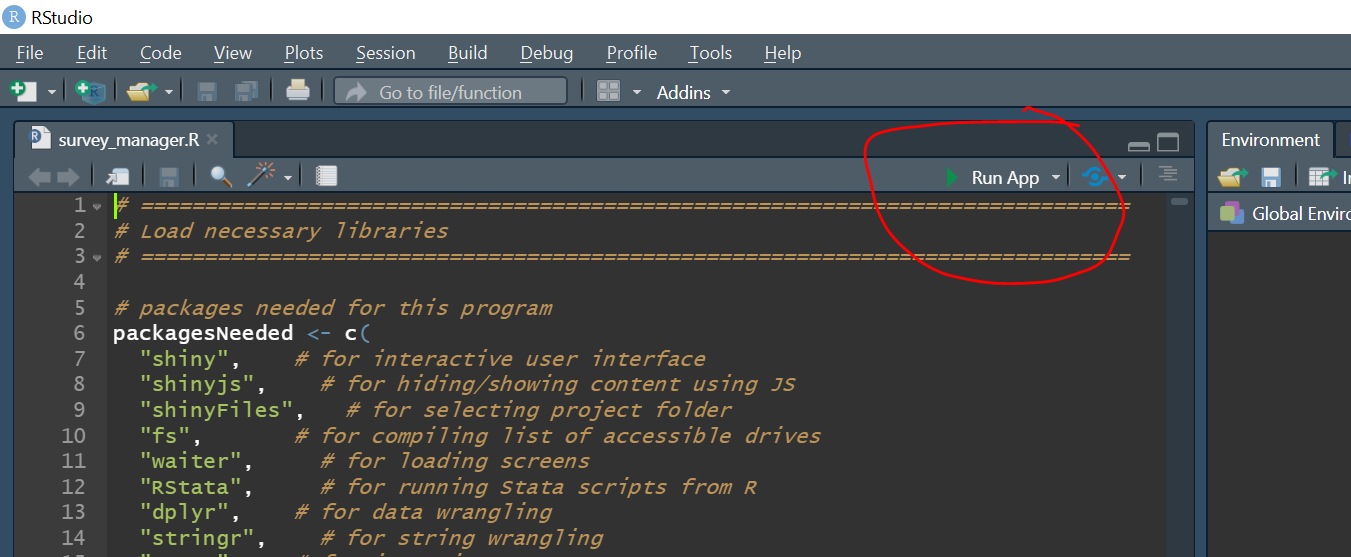 RStudio
File Edit Code View Plots Session Build Debug Profile Tools Help
Go to file/function Addins
survey_manager.R Environment
Run App
Global Enviro
1 # ==========================================================================
2 # Load necessary libraries
3 # ==========================================================================
4
5 # packages needed for this program
6 packagesNeeded <- c(
7 "shiny", # for interactive user interface
8 "shinyjs", # for hiding/showing content using JS
9 "shinyFiles", # for selecting project folder
10 "fs", # for compiling list of accessible drives
11 "waiter", # for loading screens
12 "RStata", # for running Stata scripts from R
13 "dplyr", # for data wrangling
14 "stringr", # for string wrangling